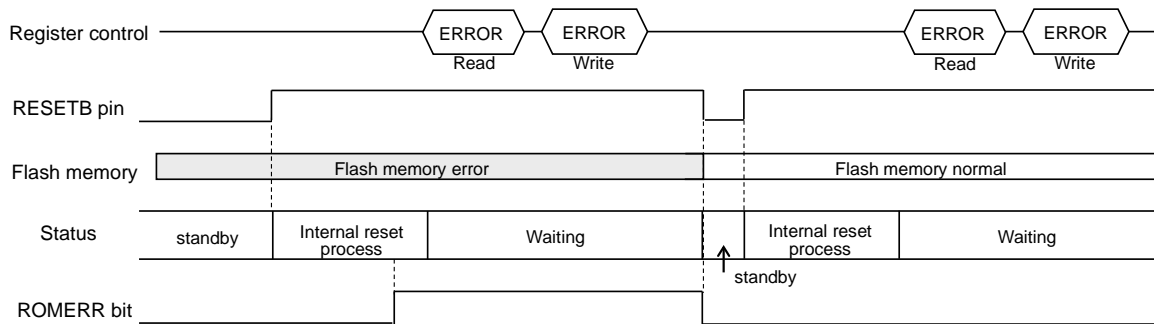 Register control
ERROR
ERROR
ERROR
ERROR
Read
Write
Read
Write
RESETB pin
Flash memory
Flash memory error
Flash memory normal
Status
standby
Internal reset
process
Waiting
Internal reset
process
Waiting
standby
ROMERR bit